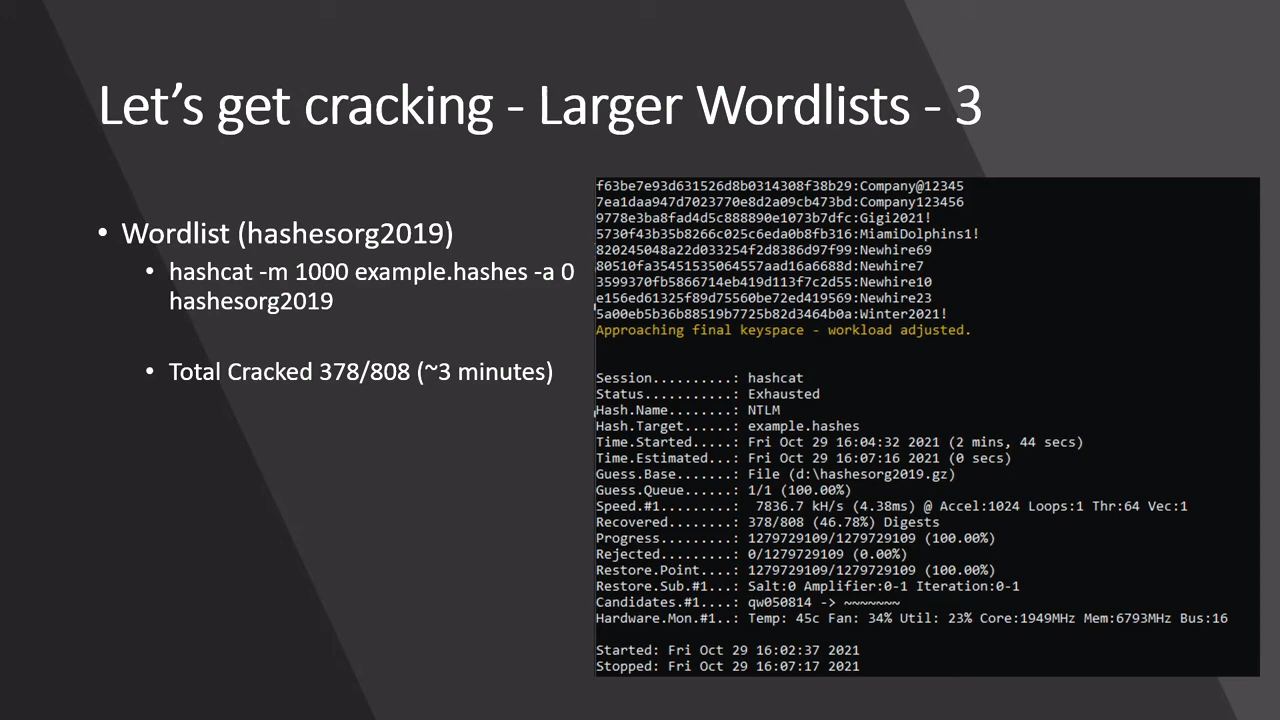 Let's get cracking - Larger Wordlists - 3
• Wordlist (hashesorg2019)
• hashcat -m 1000 example.hashes -a 0
hashesorg2019
• Total Cracked 378/808 (~3 minutes)
f63be7e93d631526d8b0314308f38b29:Company@12345
7ea1daa947d7023770e8d2a09cb473bd:Company123456
9778e3ba8fad4d5c888890e1073b7dfc:Gigi2021!
5730f43b35b8266c025c6eda0b8fb316:MiamiDolphins1!
820245048a22d033254f2d8386d97f99:Newhire69
80510fa35451535064557aad16a6688d:Newhire7
3599370fb5866714eb419d113f7c2d55:Newhire10
e156ed61325f89d75560be72ed419569:Newhire23
5a00eb5b36b88519b7725b82d3464b0a:Winter2021!
Approaching final keyspace - workload adjusted.
Session..........: hashcat
Status...........: Exhausted
Hash.Name........: NTLM
Hash.Target......: example.hashes
Time.Started.....: Fri Oct 29 16:04:32 2021 (2 mins, 44 secs)
Time.Estimated...: Fri Oct 29 16:07:16 2021 (0 secs)
Guess.Base.......: File (d:\hashesorg2019.gz)
Guess.Queue......: 1/1 (100.00%)
Speed.#1.........:  7836.7 kH/s (4.38ms) @ Accel:1024 Loops:1 Thr:64 Vec:1
Recovered........: 378/808 (46.78%) Digests
Progress.........: 1279729109/1279729109 (100.00%)
Rejected.........: 0/1279729109 (0.00%)
Restore.Point....: 1279729109/1279729109 (100.00%)
Restore.Sub.#1...: Salt:0 Amplifier:0-1 Iteration:0-1
Candidates.#1....: qw050814 -> ~~~~~~~
Hardware.Mon.#1..: Temp: 45c Fan: 34% Util: 23% Core:1949MHz Mem:6793MHz Bus:16
Started: Fri Oct 29 16:02:37 2021
Stopped: Fri Oct 29 16:07:17 2021